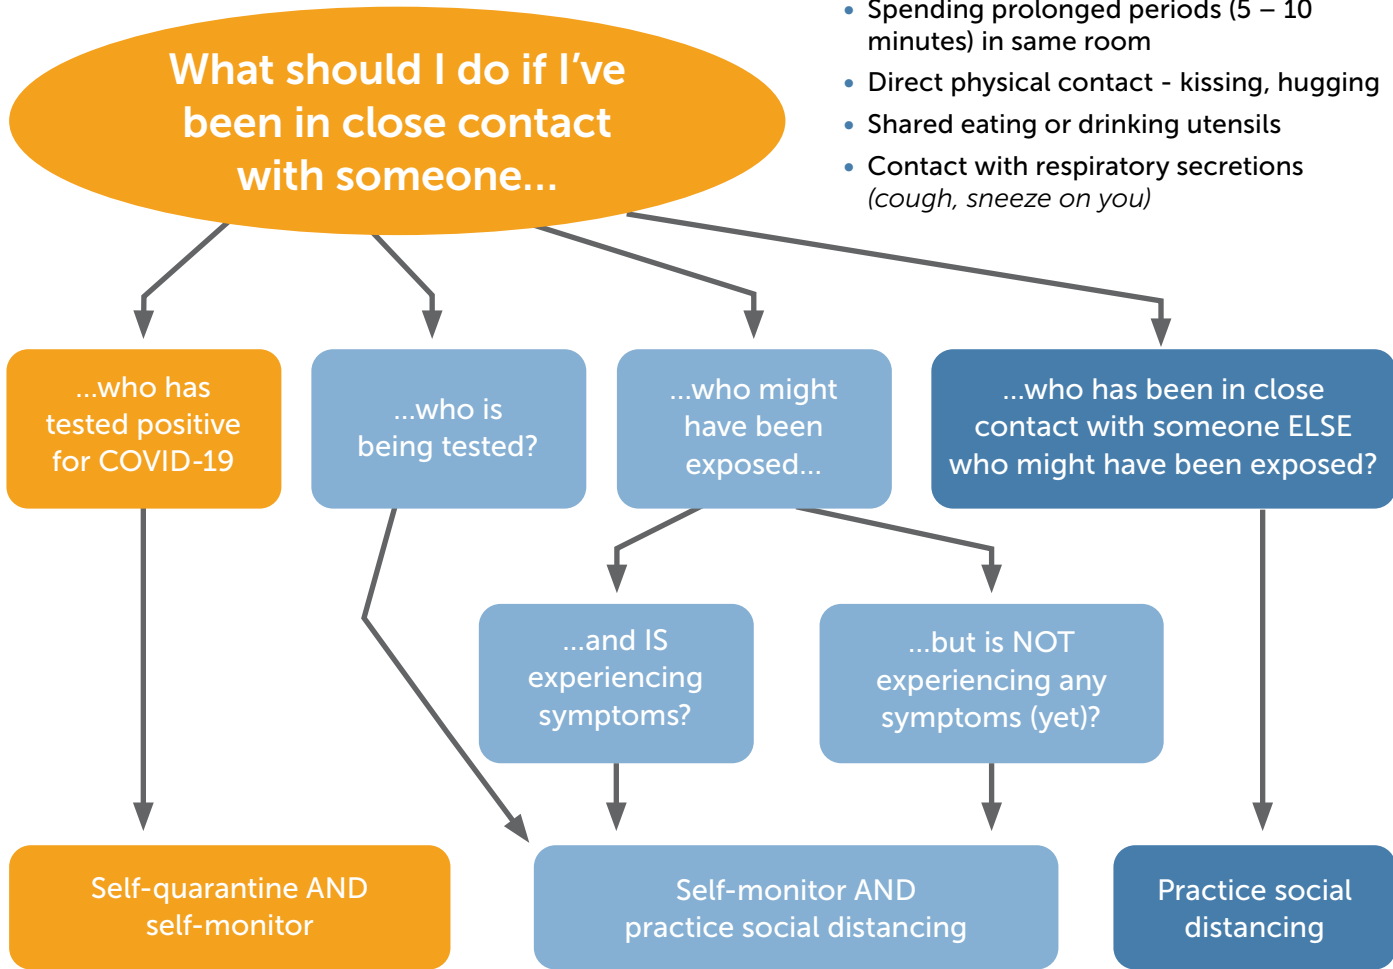 What should I do if I’ve
been in close contact
with someone...
• Spending prolonged periods (5 – 10
minutes) in same room
• Direct physical contact - kissing, hugging
• Shared eating or drinking utensils
• Contact with respiratory secretions
(cough, sneeze on you)
...who has
tested positive
for COVID-19
...who is
being tested?
...who might
have been
exposed...
...who has been in close
contact with someone ELSE
who might have been exposed?
...and IS
experiencing
symptoms?
...but is NOT
experiencing any
symptoms (yet)?
Self-quarantine AND
self-monitor
Self-monitor AND
practice social distancing
Practice social
distancing